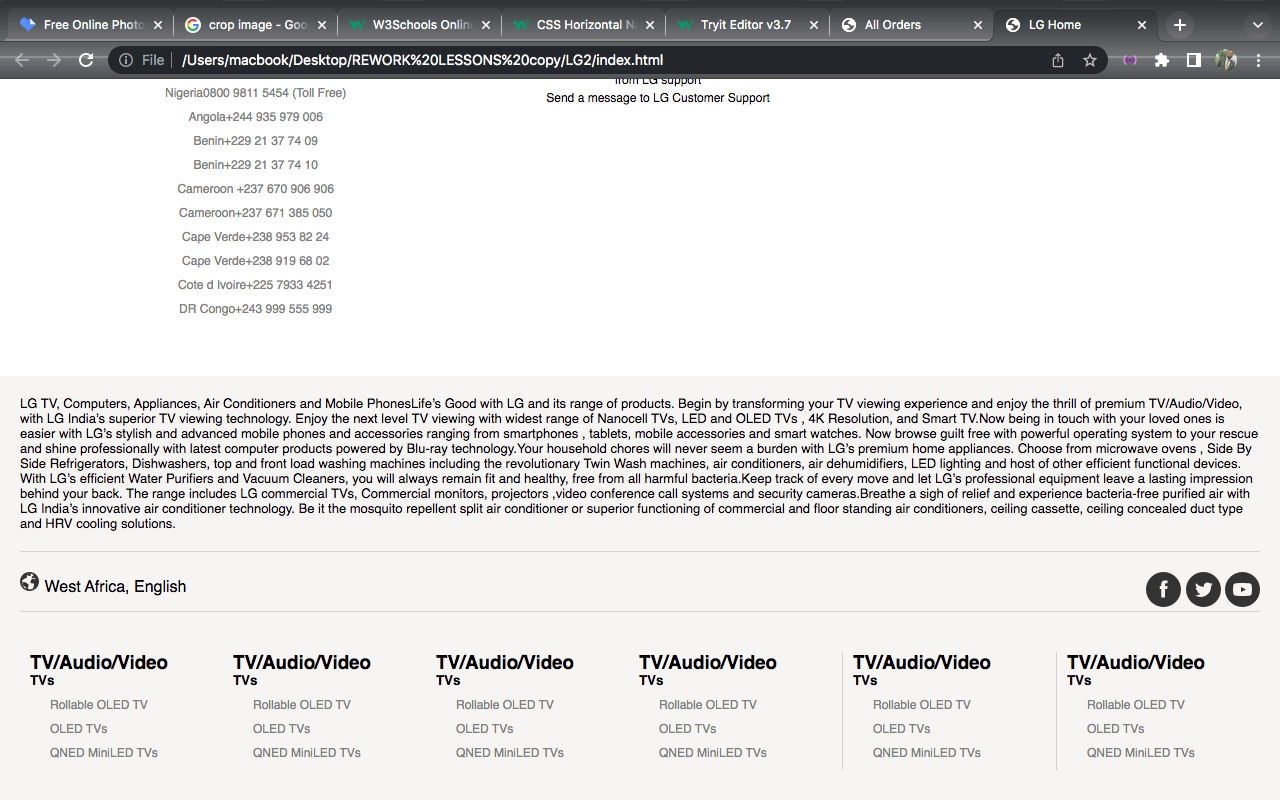 Free Online Photo
crop image - Goo
W3Schools Online
CSS Horizontal N
Tryit Editor v3.7
All Orders
LG Home
File
/Users/macbook/Desktop/REWORK%20LESSONS%20copy/LG2/index.html
Nigeria0800 9811 5454 (Toll Free)
Angola+244 935 979 006
Benin+229 21 37 74 09
Benin+229 21 37 74 10
Cameroon +237 670 906 906
Cameroon+237 671 385 050
Cape Verde+238 953 82 24
Cape Verde+238 919 68 02
Cote d Ivoire+225 7933 4251
DR Congo+243 999 555 999
from LG support
Send a message to LG Customer Support
LG TV, Computers, Appliances, Air Conditioners and Mobile PhonesLife’s Good with LG and its range of products. Begin by transforming your TV viewing experience and enjoy the thrill of premium TV/Audio/Video,
with LG India’s superior TV viewing technology. Enjoy the next level TV viewing with widest range of Nanocell TVs, LED and OLED TVs , 4K Resolution, and Smart TV.Now being in touch with your loved ones is
easier with LG’s stylish and advanced mobile phones and accessories ranging from smartphones , tablets, mobile accessories and smart watches. Now browse guilt free with powerful operating system to your rescue
and shine professionally with latest computer products powered by Blu-ray technology.Your household chores will never seem a burden with LG’s premium home appliances. Choose from microwave ovens , Side By
Side Refrigerators, Dishwashers, top and front load washing machines including the revolutionary Twin Wash machines, air conditioners, air dehumidifiers, LED lighting and host of other efficient functional devices.
With LG’s efficient Water Purifiers and Vacuum Cleaners, you will always remain fit and healthy, free from all harmful bacteria.Keep track of every move and let LG’s professional equipment leave a lasting impression
behind your back. The range includes LG commercial TVs, Commercial monitors, projectors ,video conference call systems and security cameras.Breathe a sigh of relief and experience bacteria-free purified air with
LG India’s innovative air conditioner technology. Be it the mosquito repellent split air conditioner or superior functioning of commercial and floor standing air conditioners, ceiling cassette, ceiling concealed duct type
and HRV cooling solutions.
West Africa, English
TV/Audio/Video
TVs
Rollable OLED TV
OLED TVs
QNED MiniLED TVs
TV/Audio/Video
TVs
Rollable OLED TV
OLED TVs
QNED MiniLED TVs
TV/Audio/Video
TVs
Rollable OLED TV
OLED TVs
QNED MiniLED TVs
TV/Audio/Video
TVs
Rollable OLED TV
OLED TVs
QNED MiniLED TVs
TV/Audio/Video
TVs
Rollable OLED TV
OLED TVs
QNED MiniLED TVs
TV/Audio/Video
TVs
Rollable OLED TV
OLED TVs
QNED MiniLED TVs